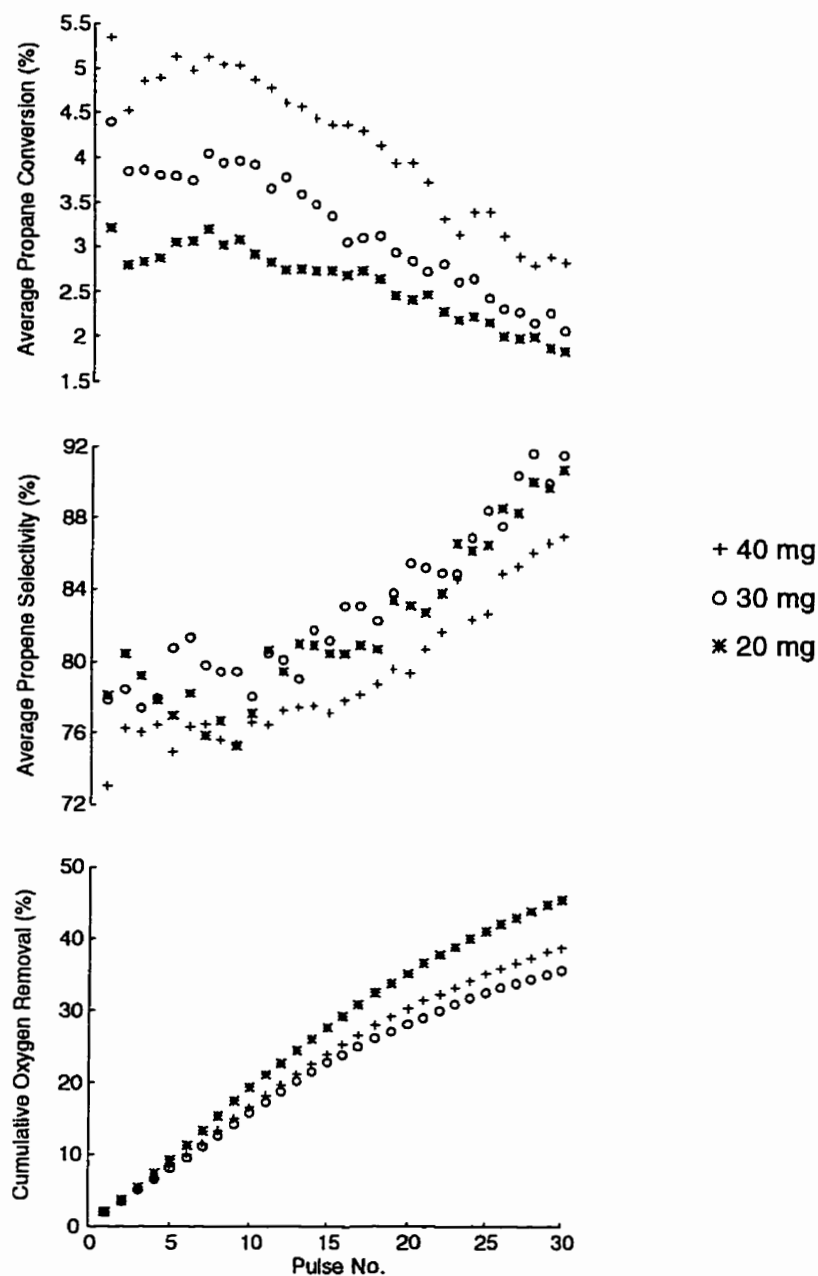 Average Propane Conversion (%)
5.5
5
4.5
4
3.5
3
2.5
2
1.5
Average Propene Selectivity (%)
92
88
84
80
76
72
+ 40 mg
o 30 mg
* 20 mg
Cumulative Oxygen Removal (%)
50
40
30
20
10
0
0 5 10 15 20 25 30
Pulse No.